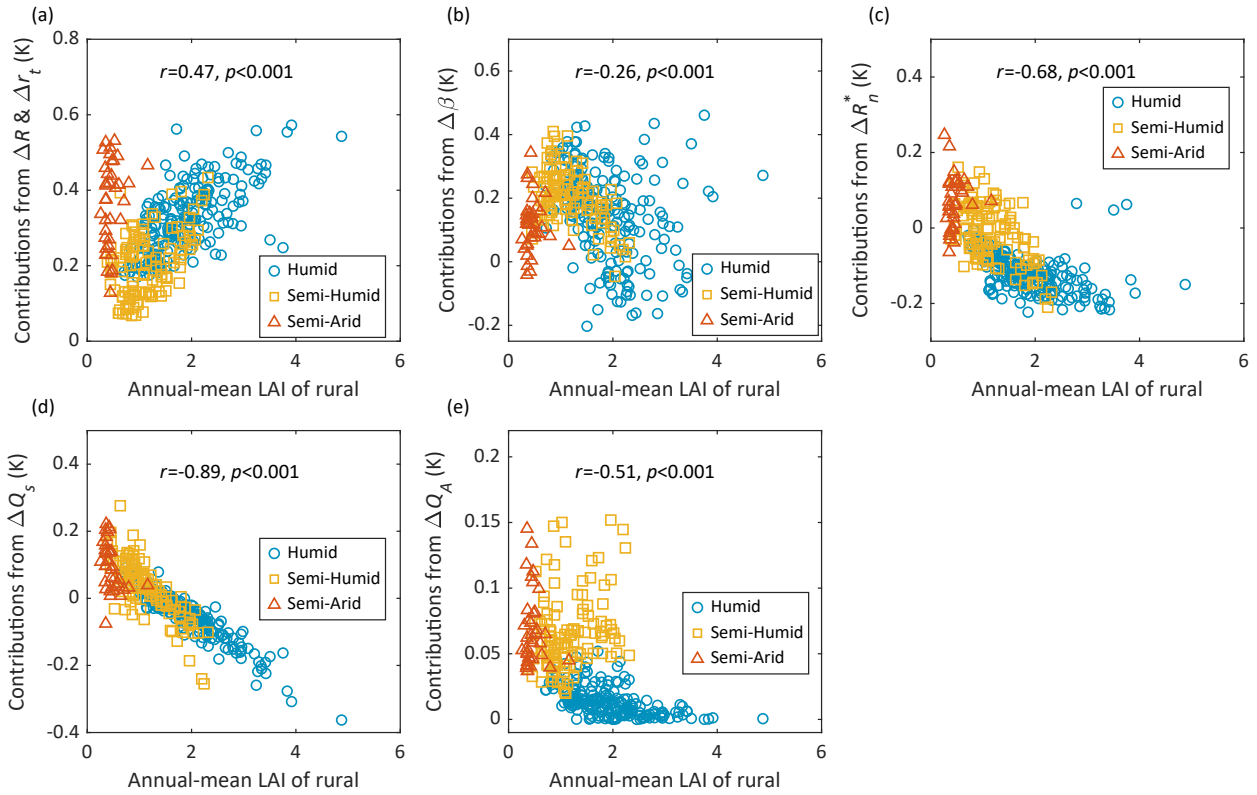 (a)
Contributions from ΔR & Δr_t (K)
0.8
0.6
0.4
0.2
0
r=0.47, p<0.001
Humid
Semi-Humid
Semi-Arid
0 2 4 6
Annual-mean LAI of rural
(b)
Contributions from Δβ (K)
0.6
0.4
0.2
0
-0.2
r=-0.26, p<0.001
Humid
Semi-Humid
Semi-Arid
0 2 4 6
Annual-mean LAI of rural
(c)
Contributions from ΔR_n^* (K)
0.4
0.2
0
-0.2
r=-0.68, p<0.001
Humid
Semi-Humid
Semi-Arid
0 2 4 6
Annual-mean LAI of rural
(d)
Contributions from ΔQ_s (K)
0.4
0.2
0
-0.2
-0.4
r=-0.89, p<0.001
Humid
Semi-Humid
Semi-Arid
0 2 4 6
Annual-mean LAI of rural
(e)
Contributions from ΔQ_A (K)
0.2
0.15
0.1
0.05
0
r=-0.51, p<0.001
Humid
Semi-Humid
Semi-Arid
0 2 4 6
Annual-mean LAI of rural